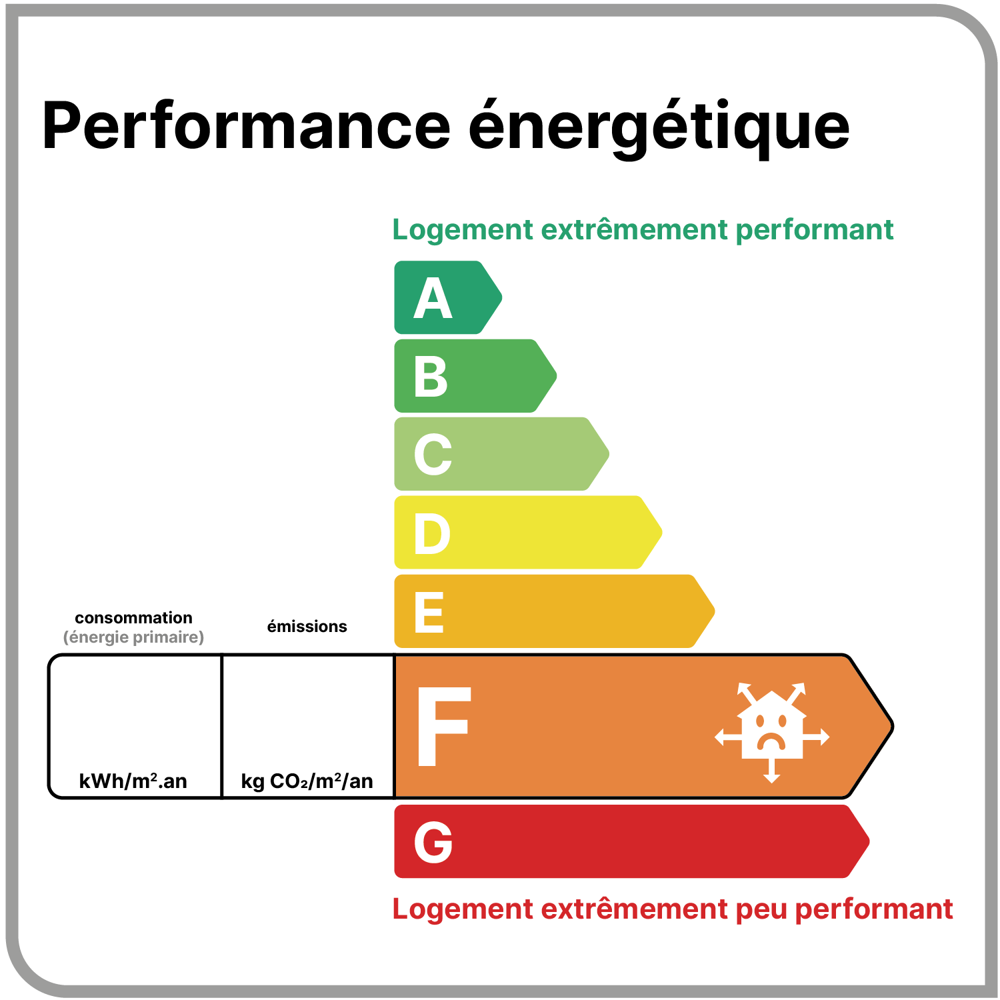 Performance énergétique
Logement extrêmement performant
A
B
C
D
E
consommation
(énergie primaire)
émissions
kWh/m².an
kg CO₂/m²/an
F
G
Logement extrêmement peu performant